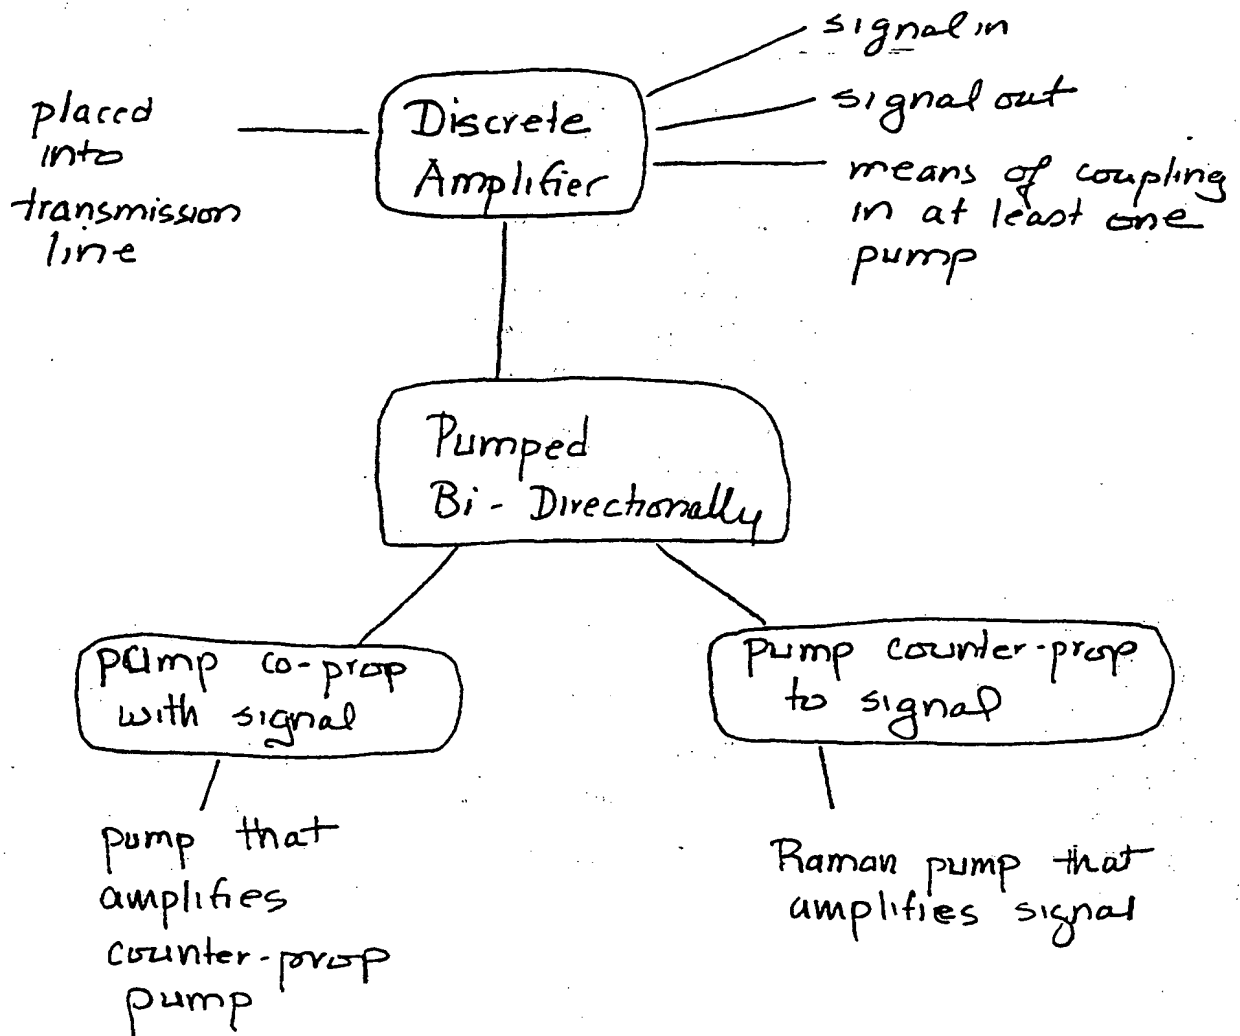 signal in
signal out
means of coupling
in at least one
pump
placed
into
transmission
line
Discrete
Amplifier
Pumped
Bi - Directionally
pump co-prop
with signal
pump counter-prop
to signal
pump that
amplifies
counter-prop
pump
Raman pump that
amplifies signal